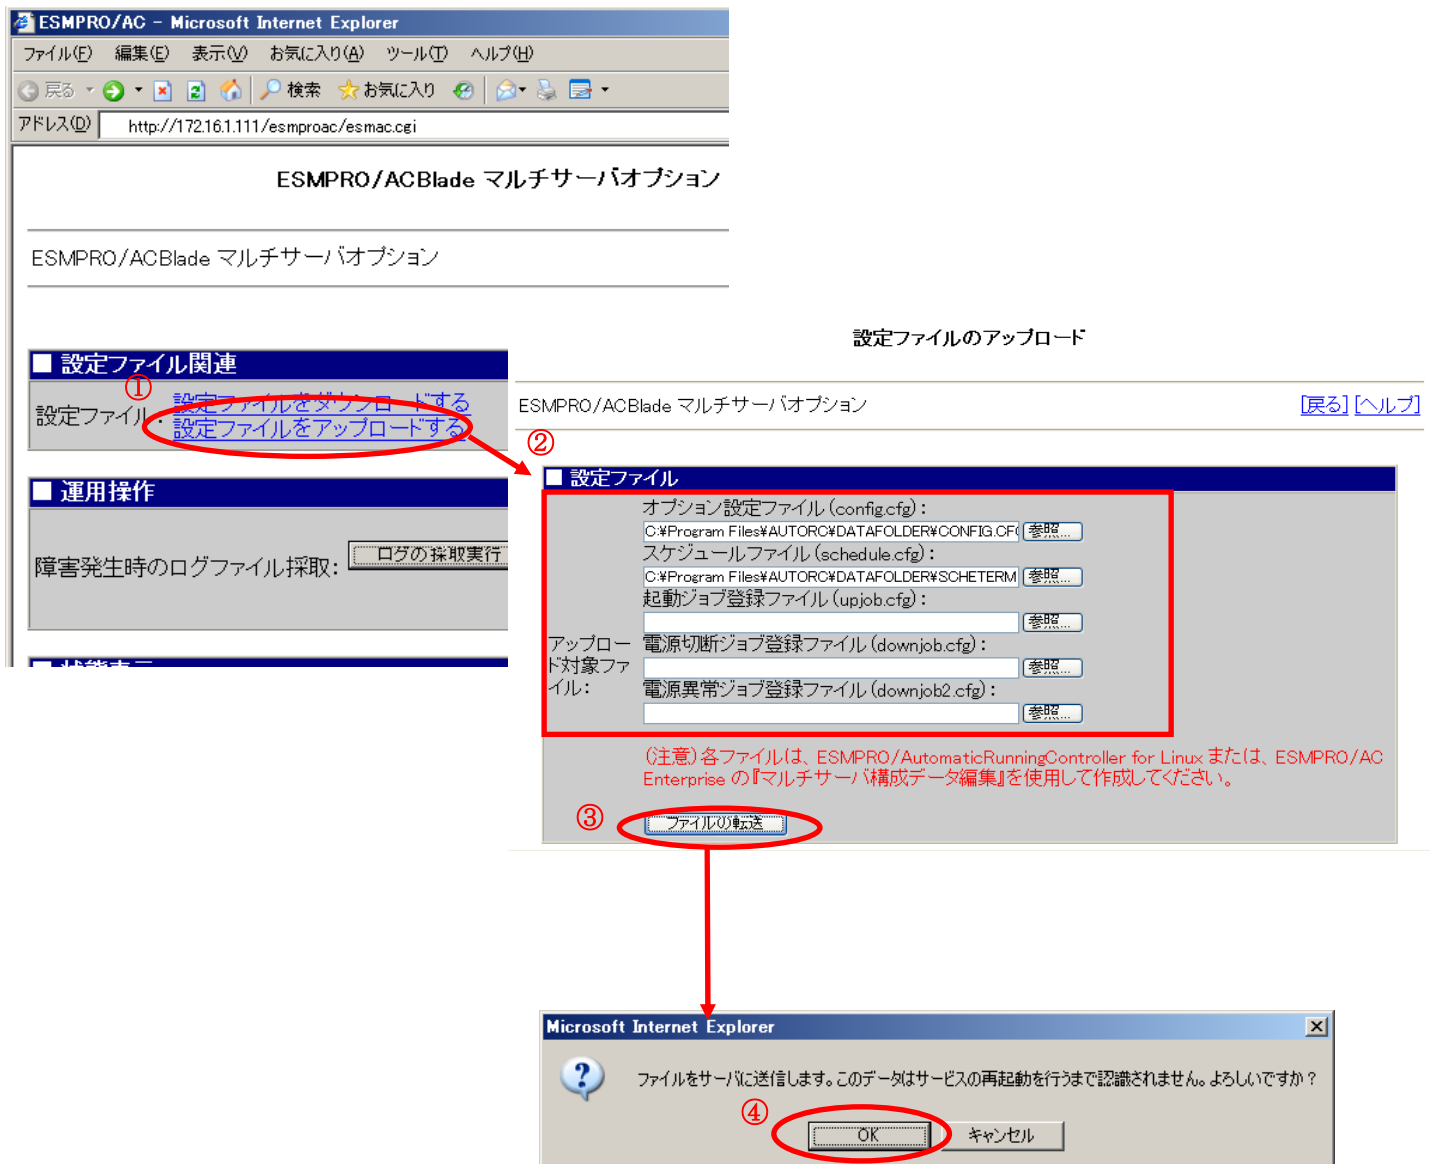 ESMPRO/AC - Microsoft Internet Explorer
ファイル(F) 編集(E) 表示(V) お気に入り(A) ツール(T) ヘルプ(H)
戻る 検索 お気に入り
アドレス(D) http://172.16.1.111/esmproac/esmac.cgi
ESMPRO/ACBlade マルチサーバオプション
ESMPRO/ACBlade マルチサーバオプション
■ 設定ファイル関連
①
設定ファイル: 設定ファイルをダウンロードする
設定ファイルをアップロードする
■ 運用操作
障害発生時のログファイル採取: ログの採取実行
■ 状態表示
設定ファイルのアップロード
ESMPRO/ACBlade マルチサーバオプション [戻る] [ヘルプ]
②
■ 設定ファイル
オプション設定ファイル(config.cfg):
C:¥Program Files¥AUTORC¥DATAFOLDER¥CONFIG.CF 参照...
スケジュールファイル(schedule.cfg):
C:¥Program Files¥AUTORC¥DATAFOLDER¥SCHETERM 参照...
起動ジョブ登録ファイル(upjob.cfg):
参照...
アップロード対象ファイル:
電源切断ジョブ登録ファイル(downjob.cfg):
参照...
電源異常ジョブ登録ファイル(downjob2.cfg):
参照...
(注意)各ファイルは、ESMPRO/AutomaticRunningController for Linux または、ESMPRO/AC
Enterprise の『マルチサーバ構成データ編集』を使用して作成してください。
③
ファイルの転送
Microsoft Internet Explorer
ファイルをサーバに送信します。このデータはサービスの再起動を行うまで認識されません。よろしいですか?
④
OK キャンセル